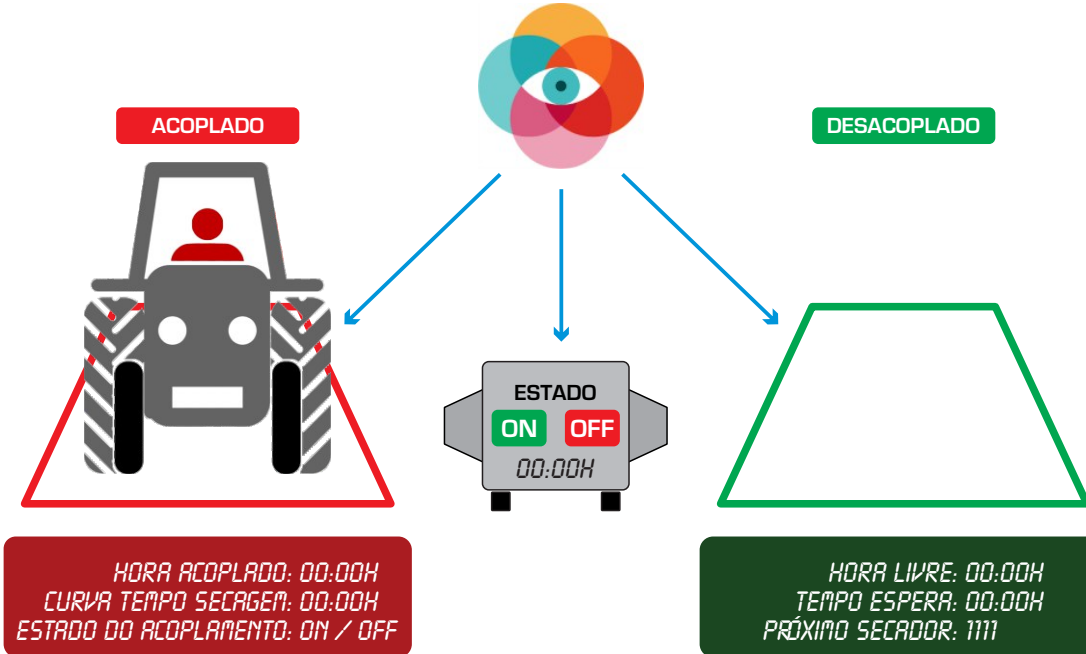 ACOPLADO
DESACOPLADO
ESTADO
ON OFF
00:00H
HORA ACOPLADO: 00:00H
CURVA TEMPO SECAGEM: 00:00H
ESTADO DO ACOPLAMENTO: ON / OFF
HORA LIVRE: 00:00H
TEMPO ESPERA: 00:00H
PRÓXIMO SECADOR: 1111